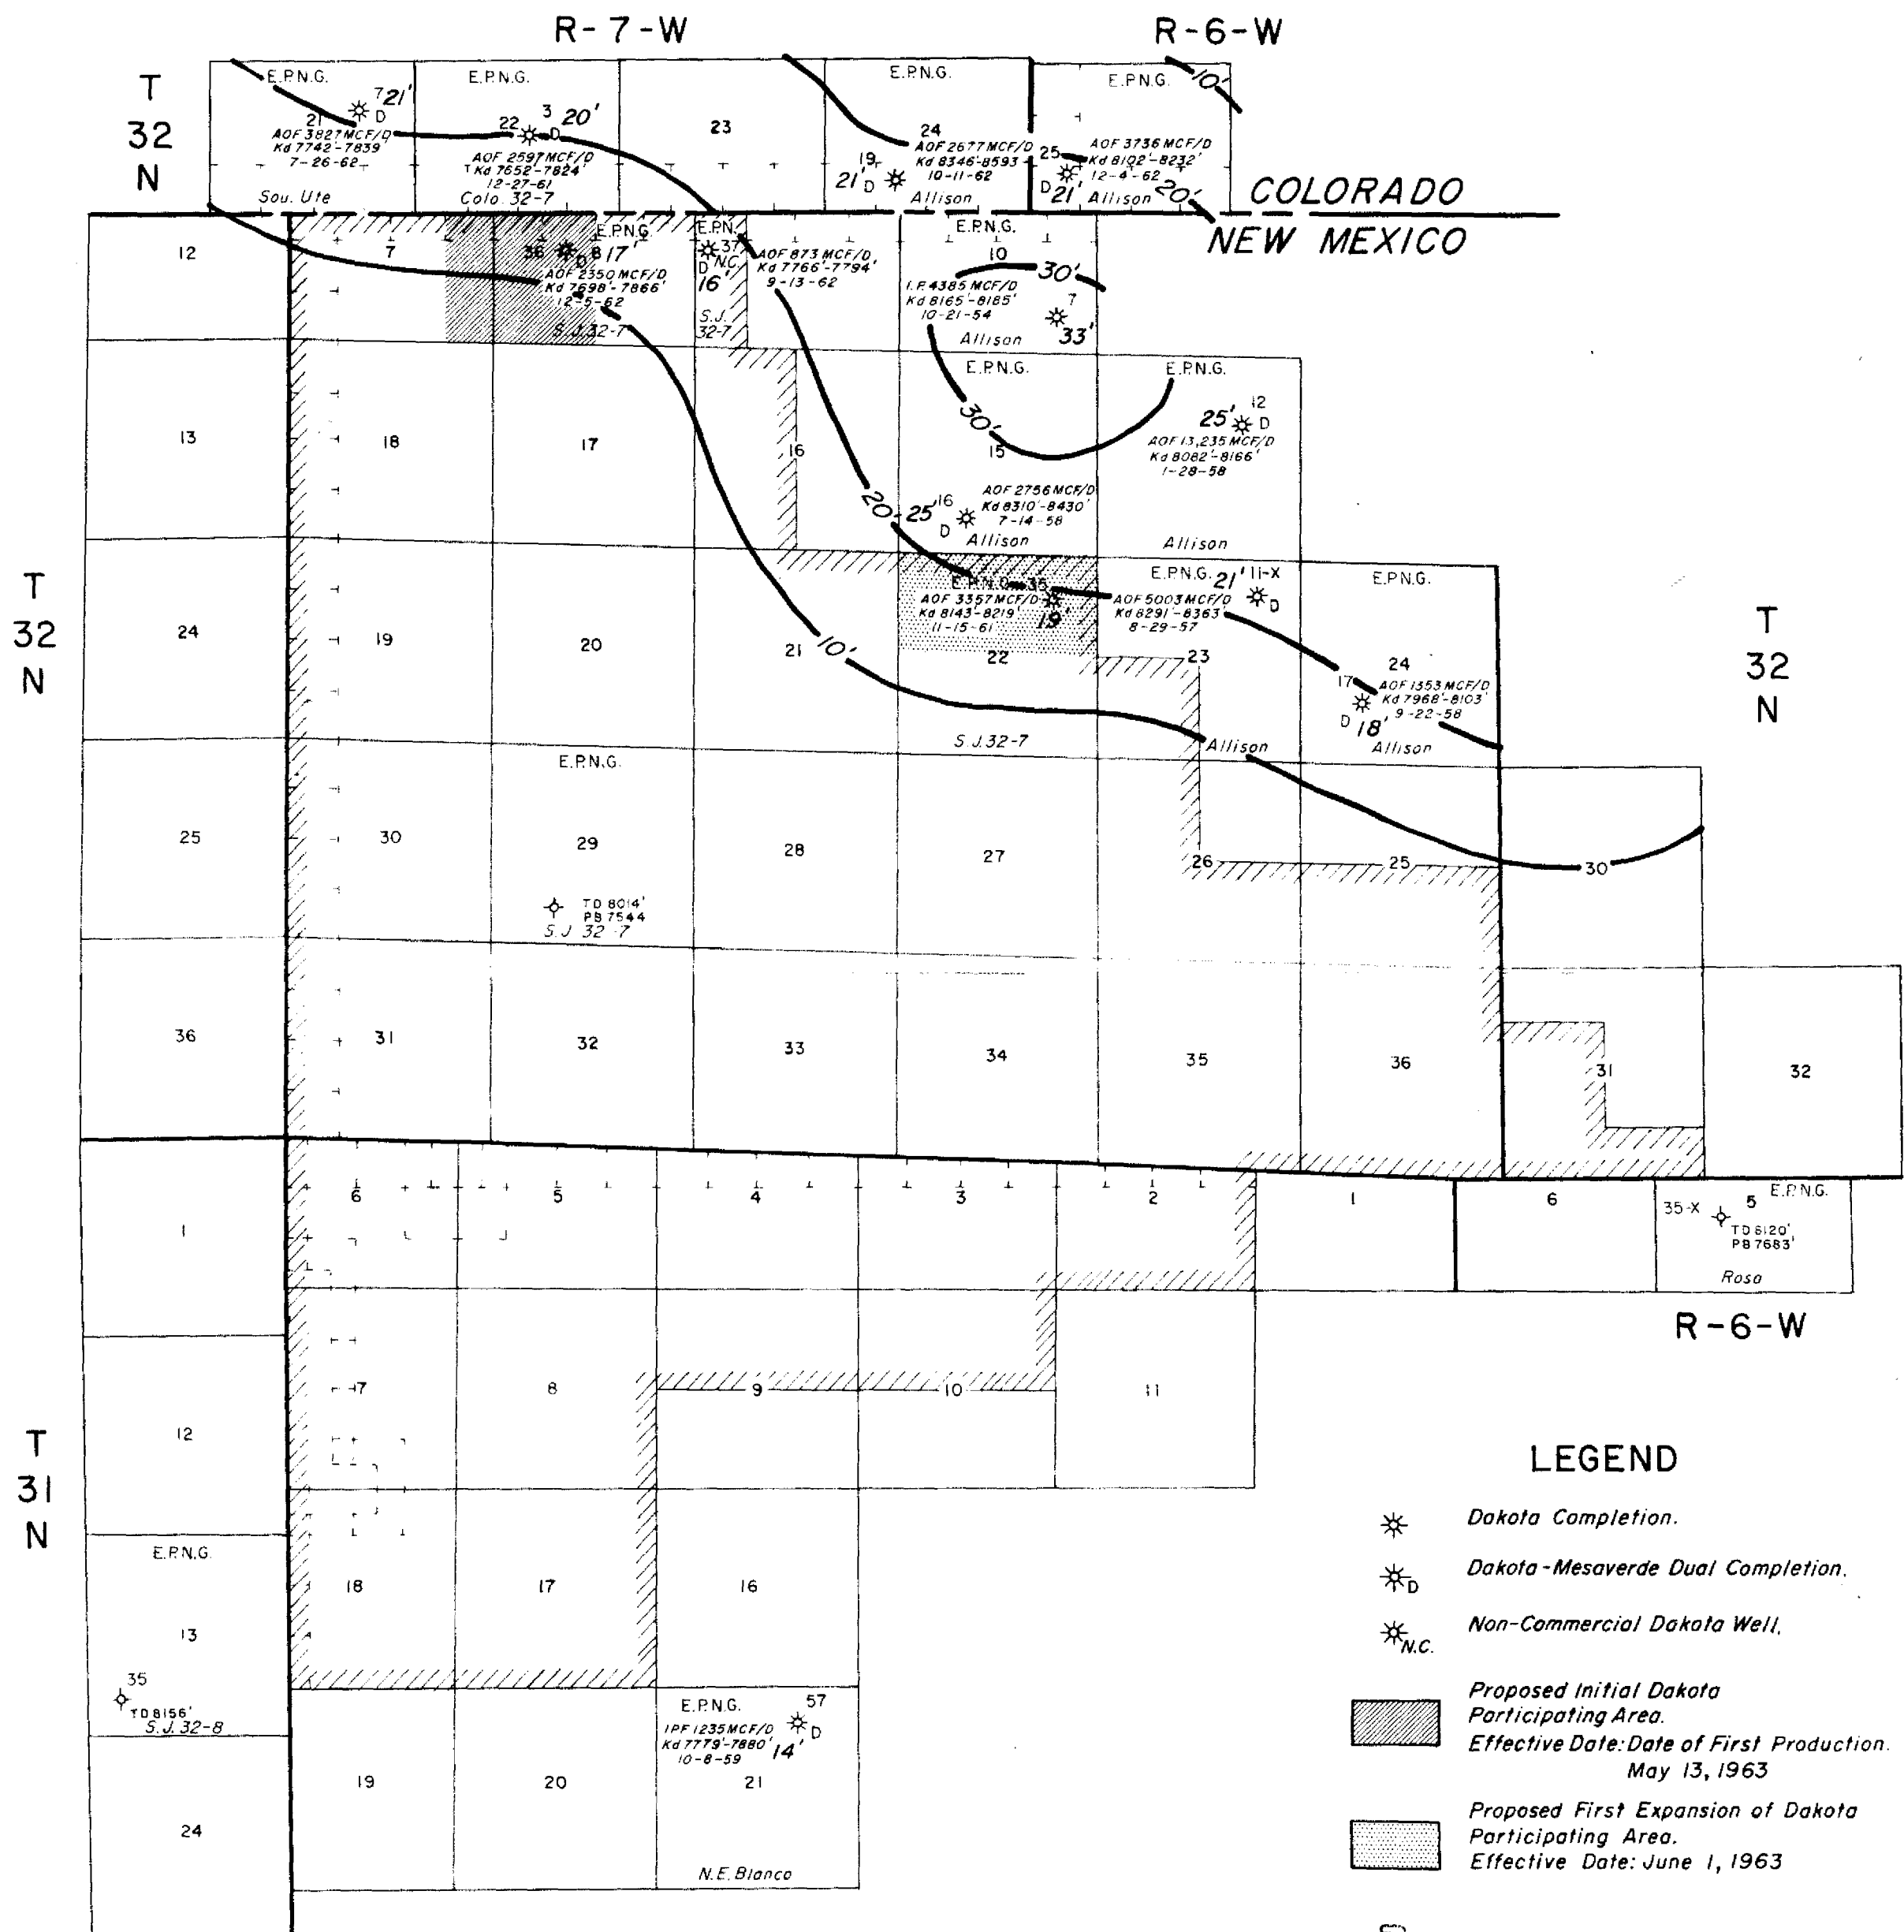 R-7-W
R-6-W
T
32
N
E.P.N.G.
7 21'
D
21
AOF 3827 MCF/D
Kd 7742'-7839'
7-26-62
Sou. Ute
E.P.N.G.
3 20'
22 D
AOF 2597 MCF/D
Kd 7652'-7824'
12-27-61
Colo. 32-7
23
E.P.N.G.
24
AOF 2677 MCF/D
Kd 8346'-8593'
10-11-62
19
21' D
Allison
E.P.N.G.
10'
25
AOF 3736 MCF/D
Kd 8102'-8232'
12-4-62
D
21' Allison
20'
COLORADO
NEW MEXICO
12
7
E.P.N.G.
36 D 8 17'
AOF 2350 MCF/D
Kd 7698'-7866'
12-5-62
S.J. 32-7
E.P.N.
37
D N.C.
16'
S.J.
32-7
AOF 873 MCF/D
Kd 7766'-7794'
9-13-62
E.P.N.G.
10
30'
I.P. 4385 MCF/D
Kd 8165'-8185'
10-21-54
7
33'
Allison
13
18
17
16
E.P.N.G.
30'
15
E.P.N.G.
25' 12
D
AOF 13,235 MCF/D
Kd 8082'-8166'
1-28-58
20'
25' 16
D
AOF 2756 MCF/D
Kd 8310'-8430'
7-14-58
Allison
Allison
T
32
N
24
19
20
21
10'
E.P.N.G. 35
AOF 3357 MCF/D
Kd 8143'-8219'
11-15-61
19'
22
E.P.N.G. 21' 11-X
D
AOF 5003 MCF/D
Kd 8291'-8363'
8-29-57
23
E.P.N.G.
24
17
AOF 1353 MCF/D
Kd 7968'-8103'
9-22-58
D 18'
Allison
T
32
N
S.J. 32-7
Allison
25
30
E.P.N.G.
29
TD 8014'
PB 7544
S.J. 32-7
28
27
26
25
30
36
31
32
33
34
35
36
31
32
1
6
5
4
3
2
1
6
35-X
5
E.P.N.G.
TD 8120'
PB 7683'
Rosa
R-6-W
T
31
N
12
7
8
9
10
11
E.P.N.G.
13
35
TD 8156'
S.J. 32-8
18
17
16
24
19
20
E.P.N.G. 57
IPF 1235 MCF/D
Kd 7779'-7880'
10-8-59
14' D
21
N.E. Blanco
LEGEND
Dakota Completion.
D
Dakota-Mesaverde Dual Completion.
N.C.
Non-Commercial Dakota Well.
Proposed Initial Dakota
Participating Area.
Effective Date: Date of First Production.
May 13, 1963
Proposed First Expansion of Dakota
Participating Area.
Effective Date: June 1, 1963